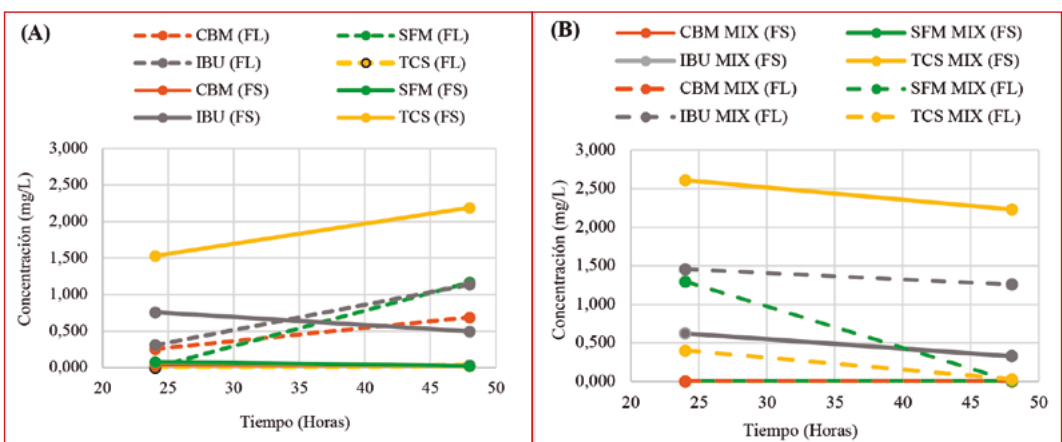 (A)
CBM (FL)
SFM (FL)
IBU (FL)
TCS (FL)
CBM (FS)
SFM (FS)
IBU (FS)
TCS (FS)
3,000
2,500
2,000
1,500
1,000
0,500
0,000
Concentración (mg/L)
20
25
30
35
40
45
50
Tiempo (Horas)
(B)
CBM MIX (FS)
SFM MIX (FS)
IBU MIX (FS)
TCS MIX (FS)
CBM MIX (FL)
SFM MIX (FL)
IBU MIX (FL)
TCS MIX (FL)
3,000
2,500
2,000
1,500
1,000
0,500
0,000
Concentración (mg/L)
20
25
30
35
40
45
50
Tiempo (Horas)